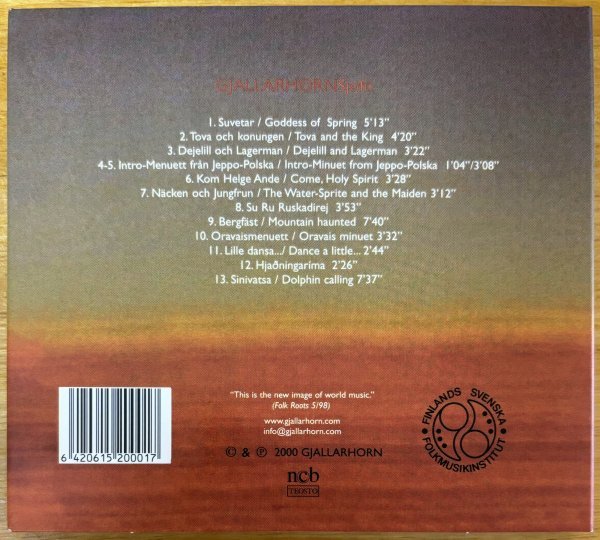 GJALLARHORNSjofn
1. Suvetar / Goddess of Spring 5'13"
2. Tova och konungen / Tova and the King 4'20"
3. Dejelill och Lagerman / Dejelill and Lagerman 3'22"
4-5. Intro-Menuett från Jeppo-Polska / Intro-Minuet from Jeppo-Polska 1'04"/3'08"
6. Kom Helge Ande / Come, Holy Spirit 3'28"
7. Näcken och Jungfrun / The Water-Sprite and the Maiden 3'12"
8. Su Ru Ruskadirej 3'53"
9. Bergfäst / Mountain haunted 7'40"
10. Oravaismenuett / Oravais minuet 3'32"
11. Lille dansa.../ Dance a little... 2'44"
12. Hjaðningaríma 2'26"
13. Sinivatsa / Dolphin calling 7'37"
"This is the new image of world music."
(Folk Roots 5/98)
www.gjallarhorn.com
info@gjallarhorn.com
© & ℗ 2000 GJALLARHORN
ncb
TEOSTO
6 420615 200017
FINLANDS SVENSKA
FOLKMUSIKINSTITUT